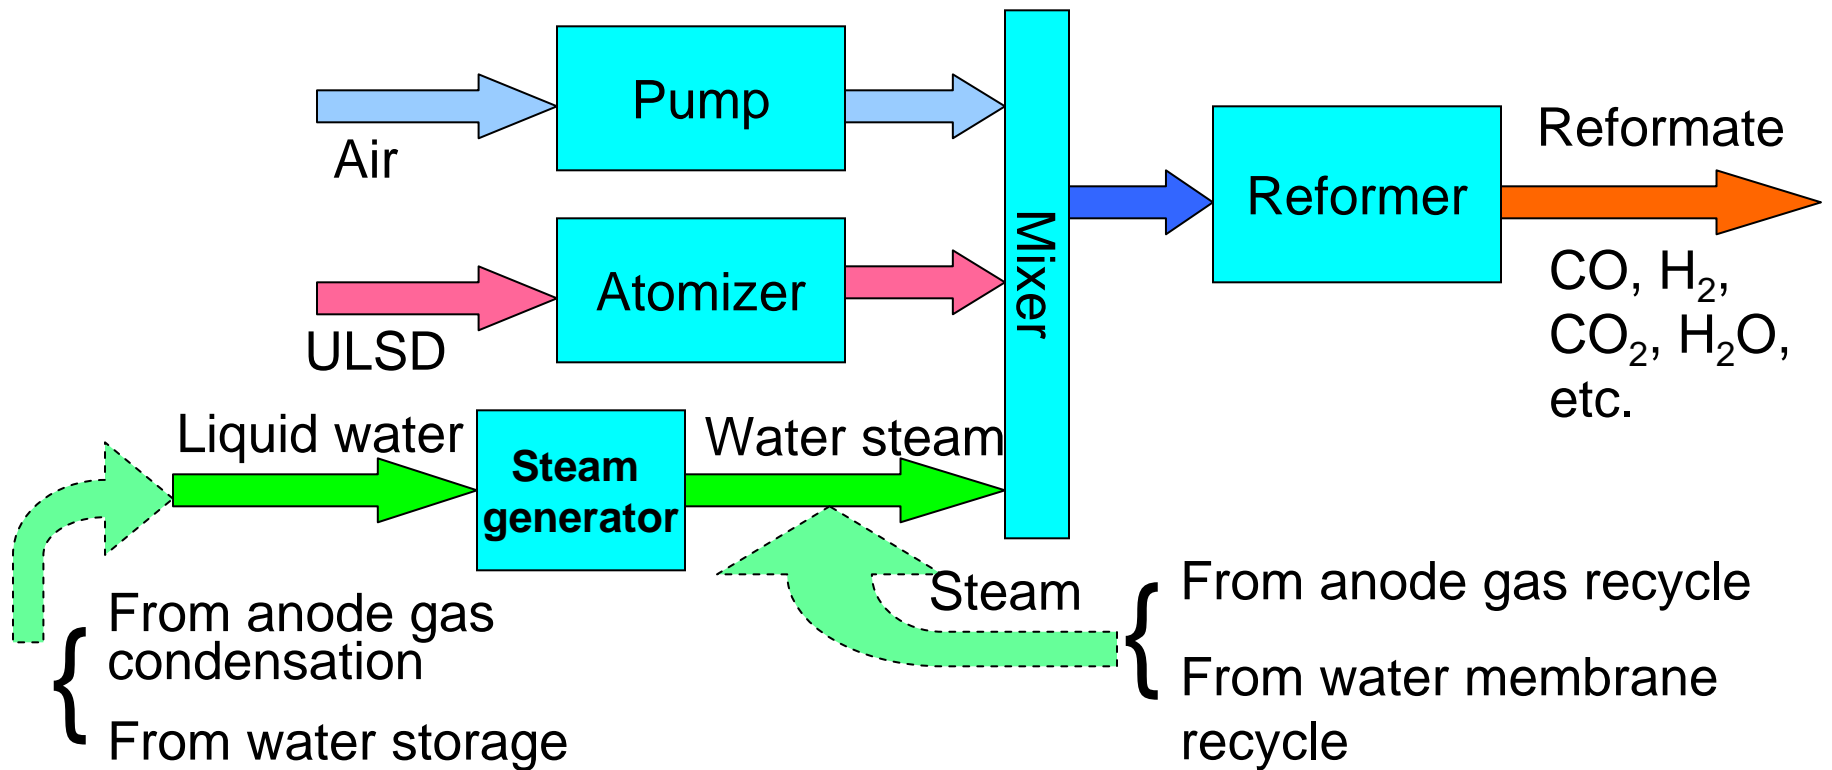 Pump
Air
Reformate
Reformer
Mixer
Atomizer
ULSD
CO, H₂,
CO₂, H₂O,
etc.
Liquid water
Steam
generator
Water steam
Steam
From anode gas
condensation
From water storage
From anode gas recycle
From water membrane
recycle